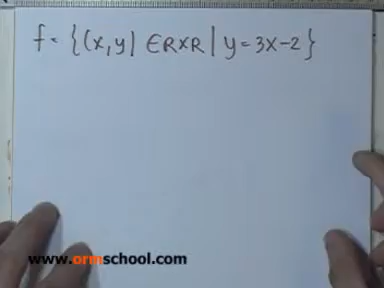 f = {(x,y) ∈ R×R | y = 3x-2}
www.ormschool.com